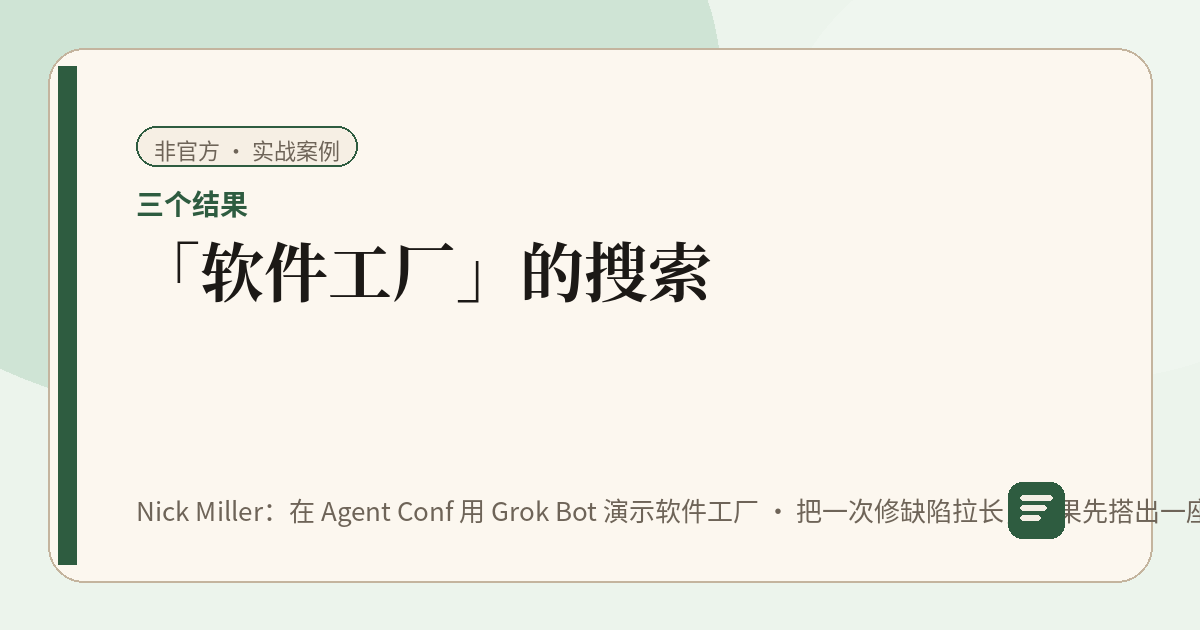 非官方 · 实战案例
三个结果
「软件工厂」的搜索
Nick Miller：在 Agent Conf 用 Grok Bot 演示软件工厂 · 把一次修缺陷拉长 果先搭出一座